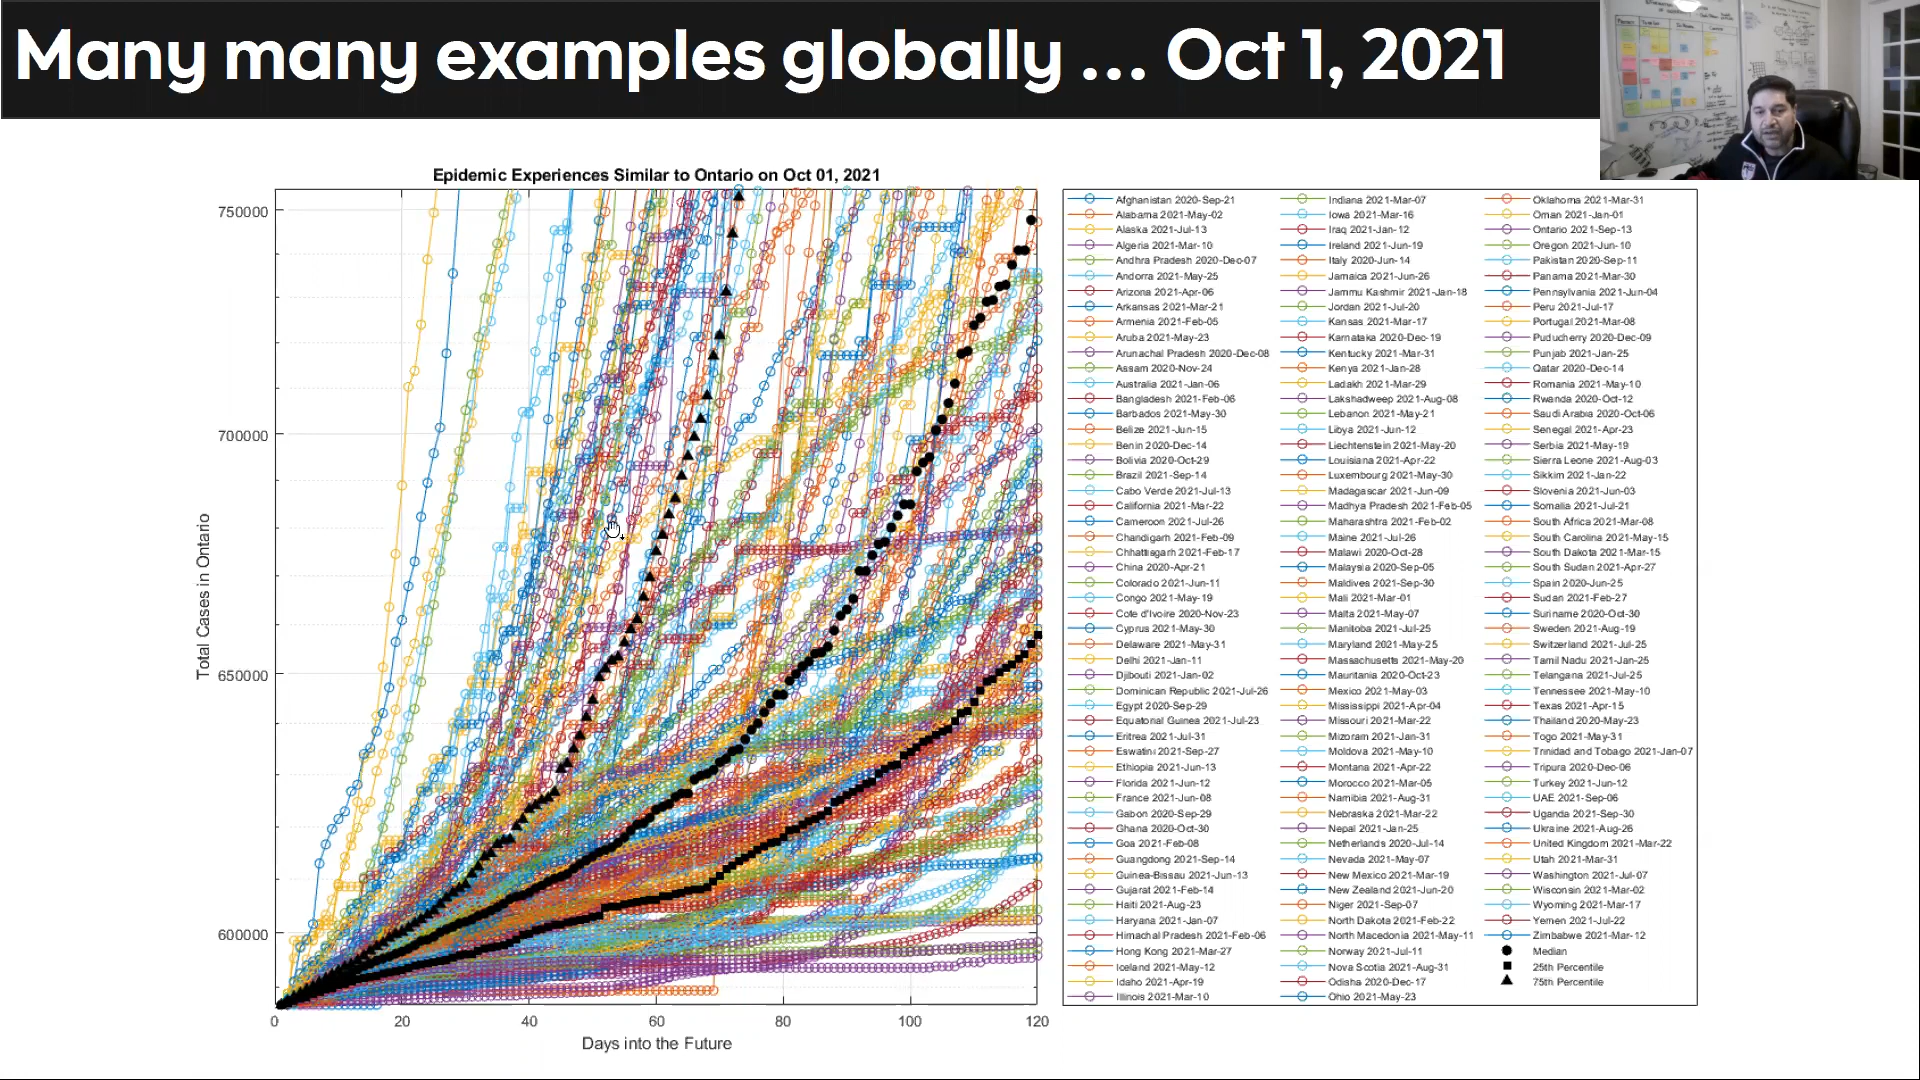 Many many examples globally ... Oct 1, 2021
Epidemic Experiences Similar to Ontario on Oct 01, 2021
Total Cases in Ontario
750000
700000
650000
600000
0 20 40 60 80 100 120
Days into the Future
Afghanistan 2020-Sep-21
Alabama 2021-May-02
Alaska 2021-Jul-13
Algeria 2021-Mar-10
Andhra Pradesh 2020-Dec-07
Andorra 2021-May-25
Arizona 2021-Apr-06
Arkansas 2021-Mar-21
Armenia 2021-Feb-05
Aruba 2021-May-23
Arunachal Pradesh 2020-Dec-08
Assam 2020-Nov-24
Australia 2021-Jan-06
Bangladesh 2021-Feb-06
Barbados 2021-May-30
Belize 2021-Jun-15
Benin 2020-Dec-14
Bolivia 2020-Oct-29
Brazil 2021-Sep-14
Cabo Verde 2021-Jul-13
California 2021-Mar-22
Cameroon 2021-Jul-26
Chandigarh 2021-Feb-09
Chhattisgarh 2021-Feb-17
China 2020-Apr-21
Colorado 2021-Jun-11
Congo 2021-May-19
Cote d'Ivoire 2020-Nov-23
Cyprus 2021-May-30
Delaware 2021-May-31
Delhi 2021-Jan-11
Djibouti 2021-Jan-02
Dominican Republic 2021-Jul-26
Egypt 2020-Sep-29
Equatorial Guinea 2021-Jul-23
Eritrea 2021-Jul-31
Eswatini 2021-Sep-27
Ethiopia 2021-Jun-13
Florida 2021-Jun-12
France 2021-Jun-08
Gabon 2020-Sep-29
Ghana 2020-Oct-30
Goa 2021-Feb-08
Guangdong 2021-Sep-14
Guinea-Bissau 2021-Jun-13
Gujarat 2021-Feb-14
Haiti 2021-Aug-23
Haryana 2021-Jan-07
Himachal Pradesh 2021-Feb-06
Hong Kong 2021-Mar-27
Iceland 2021-May-12
Idaho 2021-Apr-19
Illinois 2021-Mar-10
Indiana 2021-Mar-07
Iowa 2021-Mar-16
Iraq 2021-Jan-12
Ireland 2021-Jun-19
Italy 2020-Jun-14
Jamaica 2021-Jun-26
Jammu Kashmir 2021-Jan-18
Jordan 2021-Jul-20
Kansas 2021-Mar-17
Karnataka 2020-Dec-19
Kentucky 2021-Mar-31
Kenya 2021-Jan-28
Ladakh 2021-Mar-29
Lakshadweep 2021-Aug-08
Lebanon 2021-May-21
Libya 2021-Jun-12
Liechtenstein 2021-May-20
Louisiana 2021-Apr-22
Luxembourg 2021-May-30
Madagascar 2021-Jun-09
Madhya Pradesh 2021-Feb-05
Maharashtra 2021-Feb-02
Maine 2021-Jul-26
Malawi 2020-Oct-28
Malaysia 2020-Sep-05
Maldives 2021-Sep-30
Mali 2021-Mar-01
Malta 2021-May-07
Manitoba 2021-Jul-25
Maryland 2021-May-25
Massachusetts 2021-May-20
Mauritania 2020-Oct-23
Mexico 2021-May-03
Mississippi 2021-Apr-04
Missouri 2021-Mar-22
Mizoram 2021-Jan-31
Moldova 2021-May-10
Montana 2021-Apr-22
Morocco 2021-Mar-05
Namibia 2021-Aug-31
Nebraska 2021-Mar-22
Nepal 2021-Jan-25
Netherlands 2020-Jul-14
Nevada 2021-May-07
New Mexico 2021-Mar-19
New Zealand 2021-Jun-20
Niger 2021-Sep-07
North Dakota 2021-Feb-22
North Macedonia 2021-May-11
Norway 2021-Jul-11
Nova Scotia 2021-Aug-31
Odisha 2020-Dec-17
Ohio 2021-May-23
Oklahoma 2021-Mar-31
Oman 2021-Jan-01
Ontario 2021-Sep-13
Oregon 2021-Jun-10
Pakistan 2020-Sep-11
Panama 2021-Mar-30
Pennsylvania 2021-Jun-04
Peru 2021-Jul-17
Portugal 2021-Mar-08
Puducherry 2020-Dec-09
Punjab 2021-Jan-25
Qatar 2020-Dec-14
Romania 2021-May-10
Rwanda 2020-Oct-12
Saudi Arabia 2020-Oct-06
Senegal 2021-Apr-23
Serbia 2021-May-19
Sierra Leone 2021-Aug-03
Sikkim 2021-Jan-22
Slovenia 2021-Jun-03
Somalia 2021-Jul-21
South Africa 2021-Mar-08
South Carolina 2021-May-15
South Dakota 2021-Mar-15
South Sudan 2021-Apr-27
Spain 2020-Jun-25
Sudan 2021-Feb-27
Suriname 2020-Oct-30
Sweden 2021-Aug-19
Switzerland 2021-Jul-25
Tamil Nadu 2021-Jan-25
Telangana 2021-Jul-25
Tennessee 2021-May-10
Texas 2021-Apr-15
Thailand 2020-May-23
Togo 2021-May-31
Trinidad and Tobago 2021-Jan-07
Tripura 2020-Dec-06
Turkey 2021-Jun-12
UAE 2021-Sep-06
Uganda 2021-Sep-30
Ukraine 2021-Aug-26
United Kingdom 2021-Mar-22
Utah 2021-Mar-31
Washington 2021-Jul-07
Wisconsin 2021-Mar-02
Wyoming 2021-Mar-17
Yemen 2021-Jul-22
Zimbabwe 2021-Mar-12
Median
25th Percentile
75th Percentile